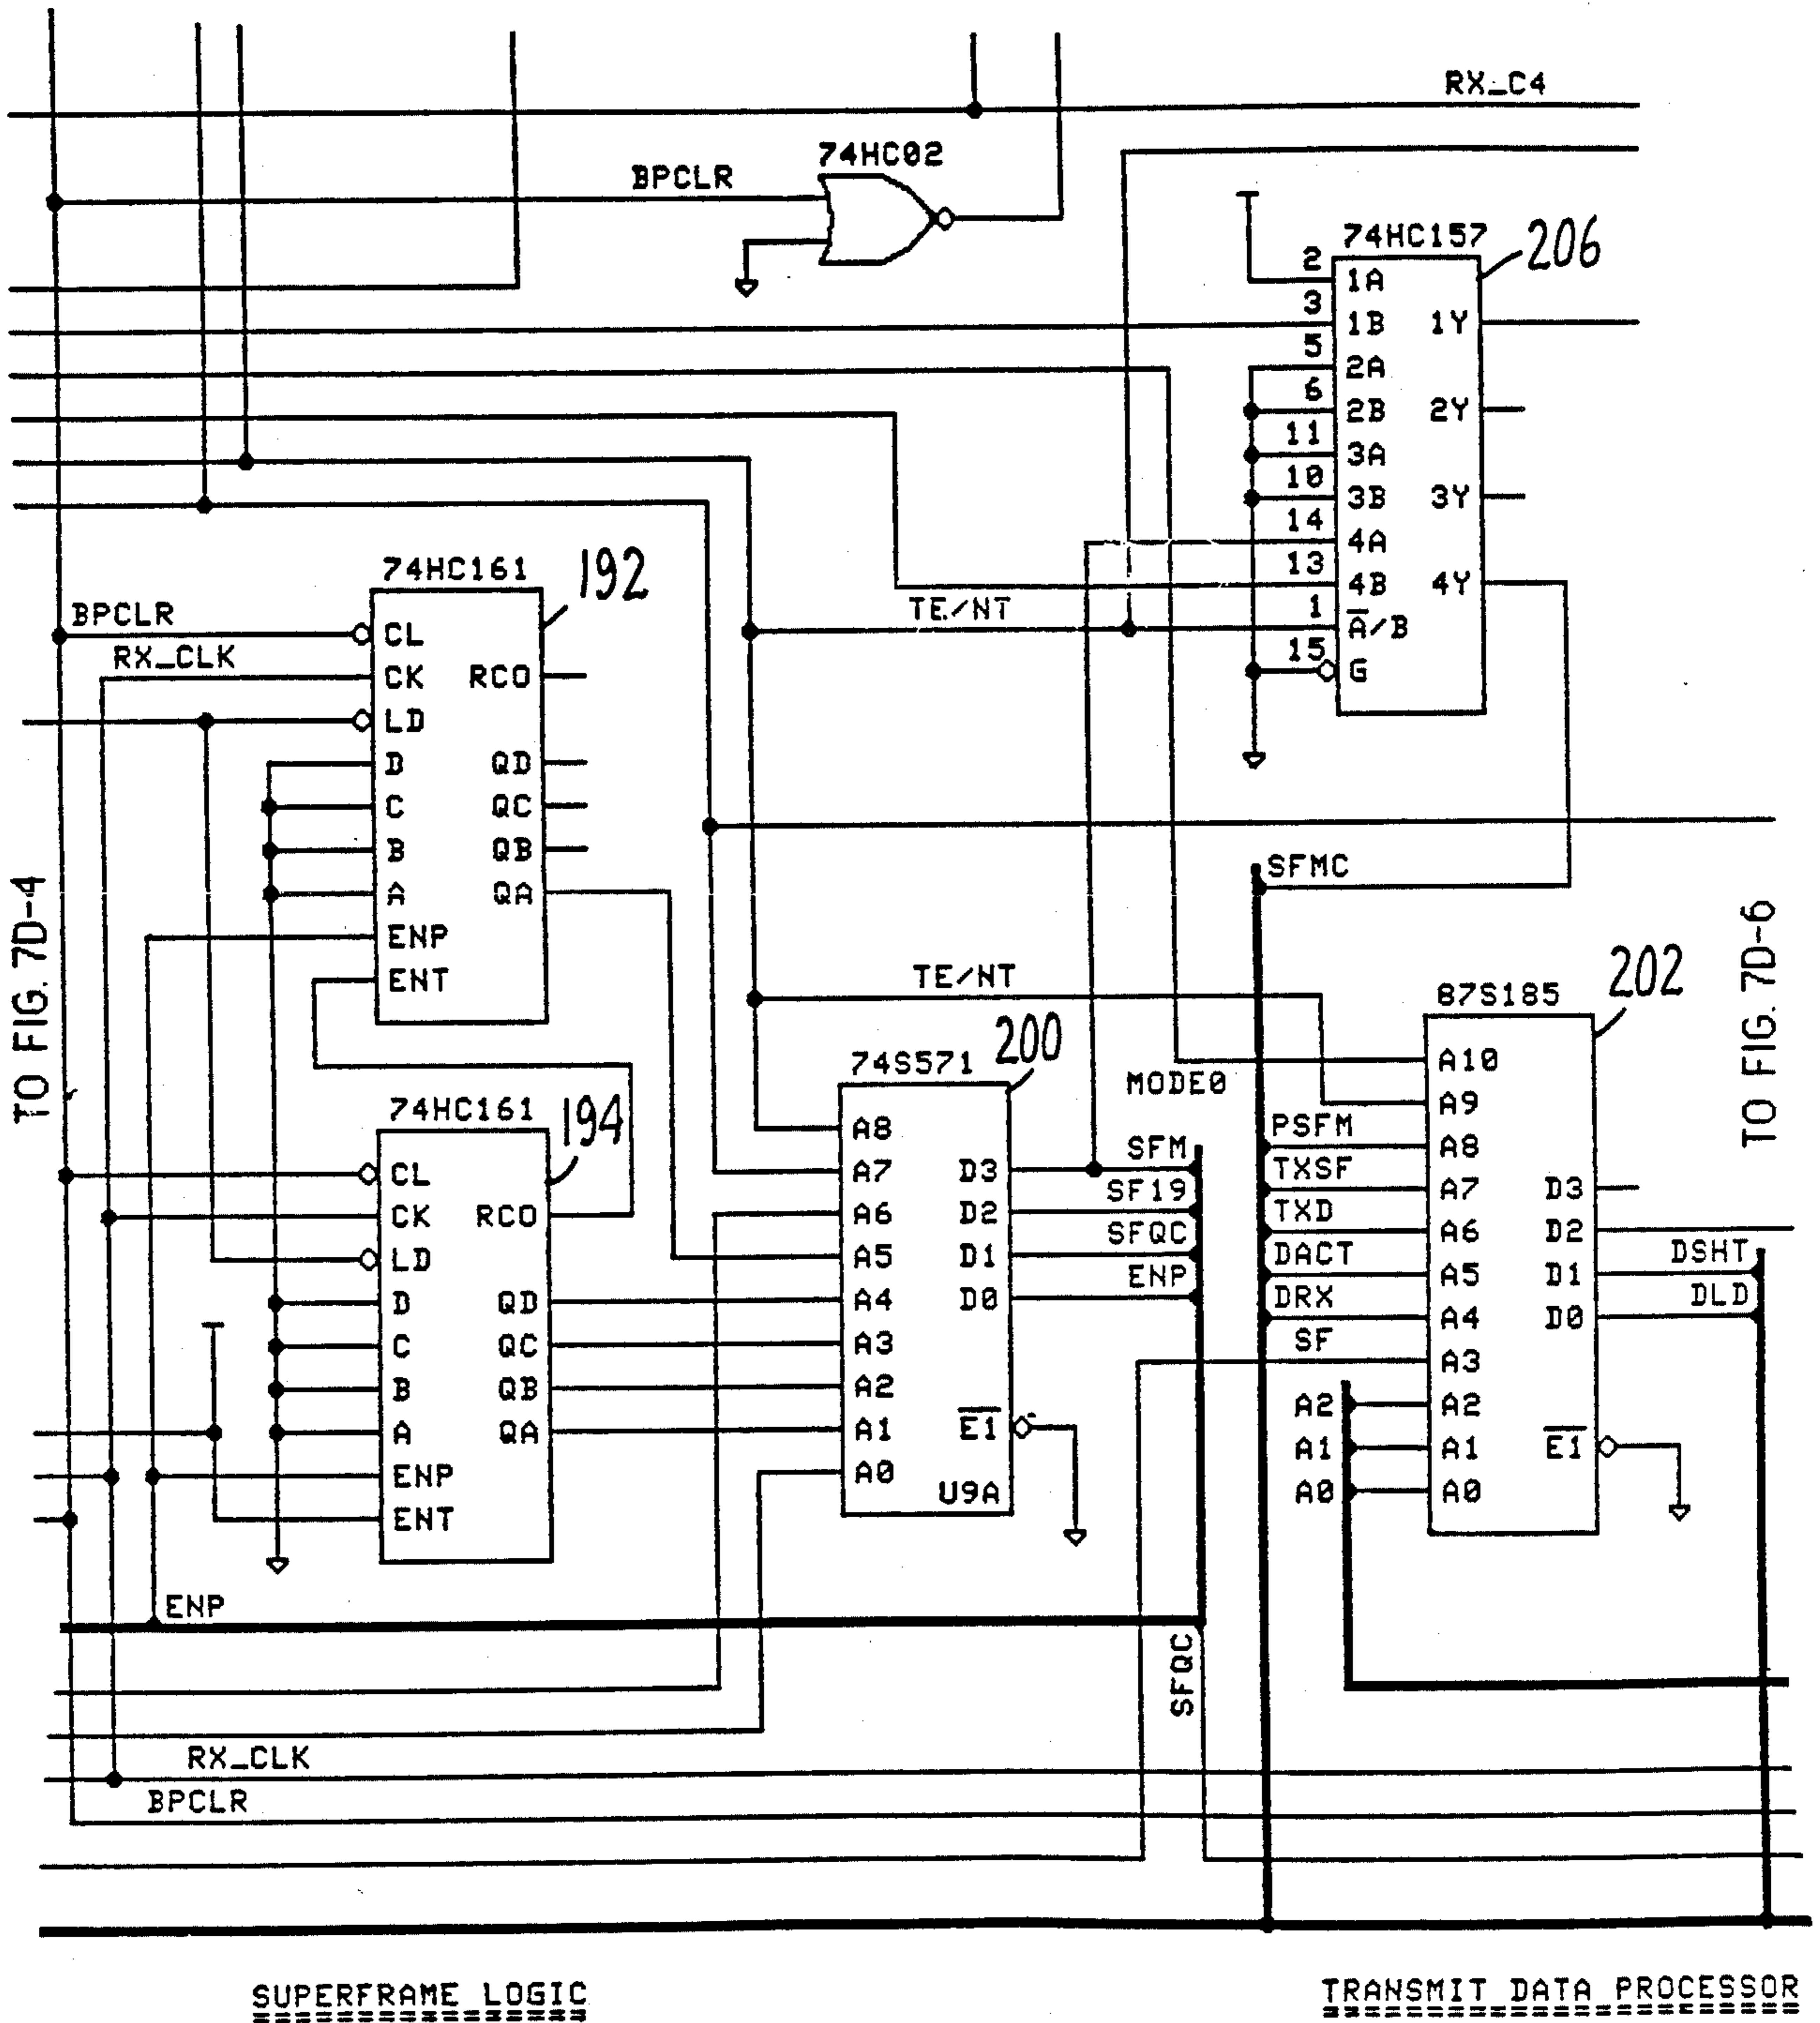 RX_C4
74HC02
BPCLR
74HC157
206
2
1A
3
1B
1Y
5
2A
6
2B
2Y
11
3A
10
3B
3Y
14
4A
13
4B
4Y
TE/NT
1
A̅/B
15
G
74HC161
192
BPCLR
CL
RX_CLK
CK
RCO
LD
D
QD
C
QC
B
QB
A
QA
ENP
ENT
SFMC
TO FIG. 7D-4
TO FIG. 7D-6
TE/NT
87S185
202
A10
MODE0
A9
PSFM
A8
TXSF
A7
D3
TXD
A6
D2
DACT
A5
D1
DSHT
DRX
A4
D0
DLD
SF
A3
A2
A2
A1
A1
E̅1̅
A0
A0
74S571
200
A8
A7
D3
SFM
A6
D2
SF19
A5
D1
SFQC
A4
D0
ENP
A3
A2
A1
E̅1̅
A0
U9A
74HC161
194
CL
CK
RCO
LD
D
QD
C
QC
B
QB
A
QA
ENP
ENT
ENP
SFQC
RX_CLK
BPCLR
SUPERFRAME LOGIC
TRANSMIT DATA PROCESSOR